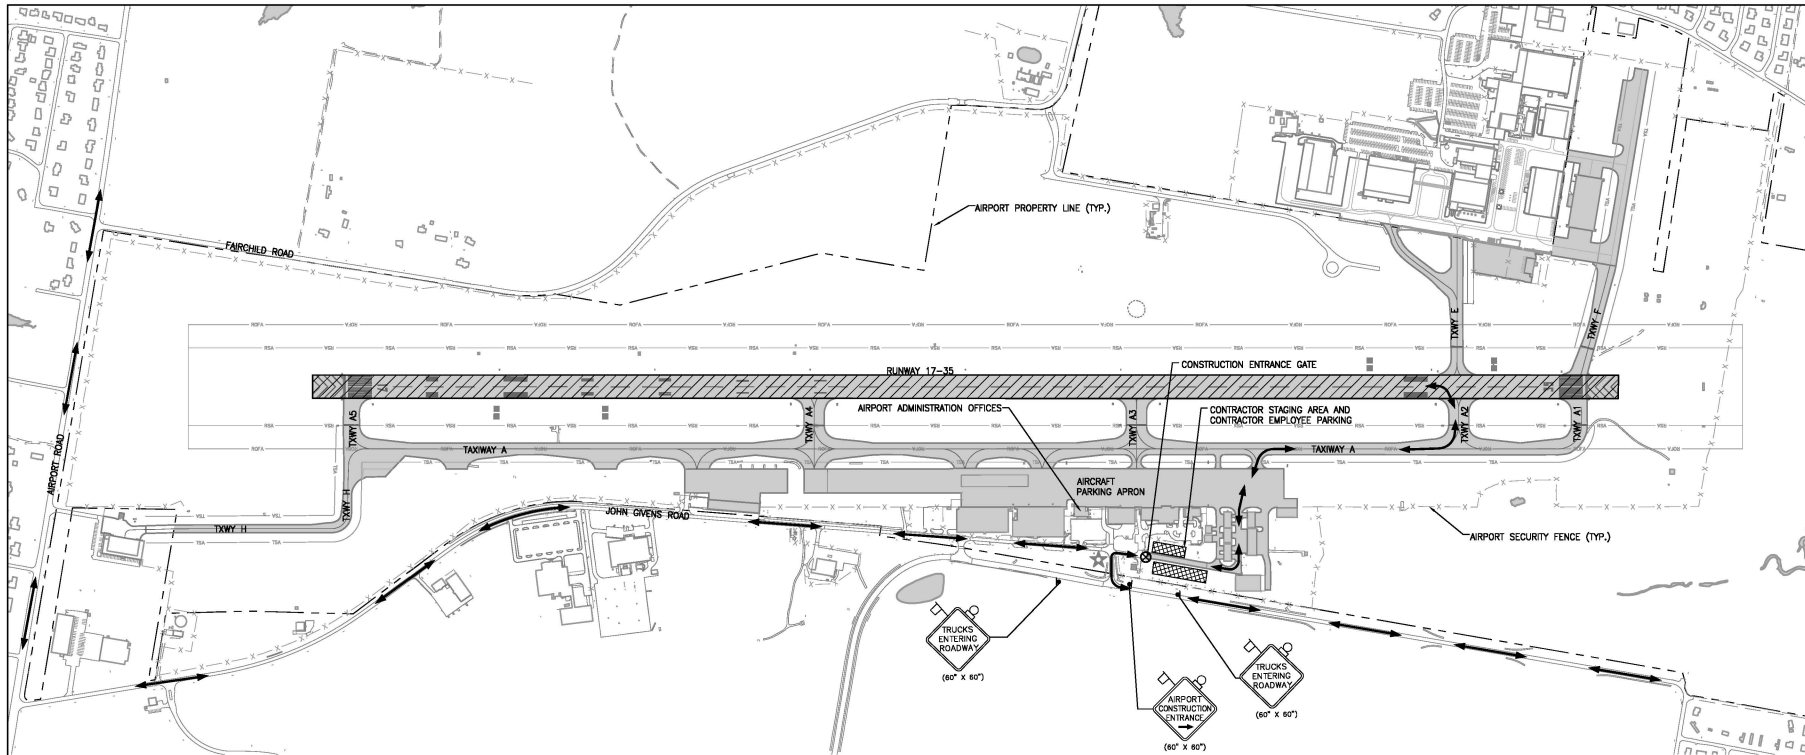 AIRPORT PROPERTY LINE (TYP.)
FAIRCHILD ROAD
TXWY E
TXWY F
CONSTRUCTION ENTRANCE GATE
RUNWAY 17-35
AIRPORT ADMINISTRATION OFFICES
CONTRACTOR STAGING AREA AND
CONTRACTOR EMPLOYEE PARKING
TXWY A5
TXWY A4
TXWY A3
TXWY A2
TXWY A1
AIRPORT ROAD
TAXIWAY A
TAXIWAY A
AIRCRAFT
PARKING APRON
TXWY H
TXWY H
JOHN GIVENS ROAD
AIRPORT SECURITY FENCE (TYP.)
TRUCKS
ENTERING
ROADWAY
(60" X 60")
TRUCKS
ENTERING
ROADWAY
(60" X 60")
AIRPORT
CONSTRUCTION
ENTRANCE
(60" X 60")